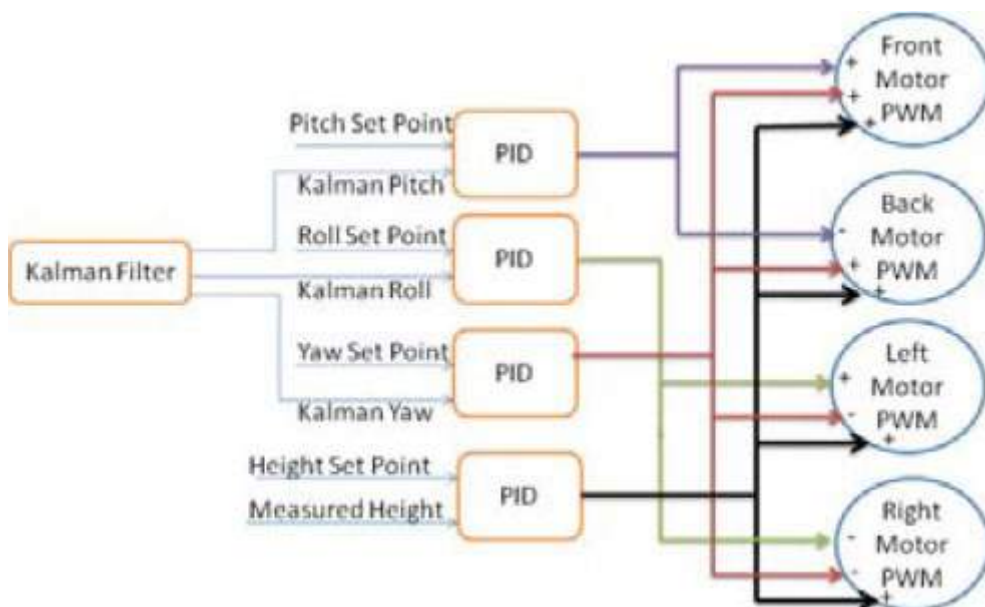 Pitch Set Point
Kalman Pitch
PID
Roll Set Point
Kalman Roll
PID
Kalman Filter
Yaw Set Point
Kalman Yaw
PID
Height Set Point
Measured Height
PID
+
+
+
Front
Motor
PWM
-
+
+
Back
Motor
PWM
+
-
+
Left
Motor
PWM
-
-
+
Right
Motor
PWM